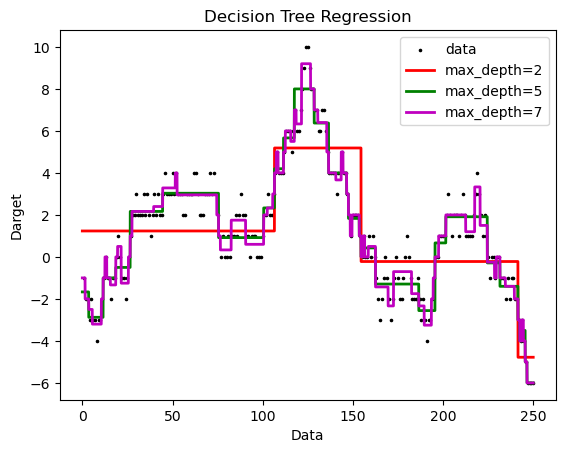 Decision Tree Regression
data
max_depth=2
max_depth=5
max_depth=7
10
8
6
4
2
0
−2
−4
−6
Darget
0
50
100
150
200
250
Data